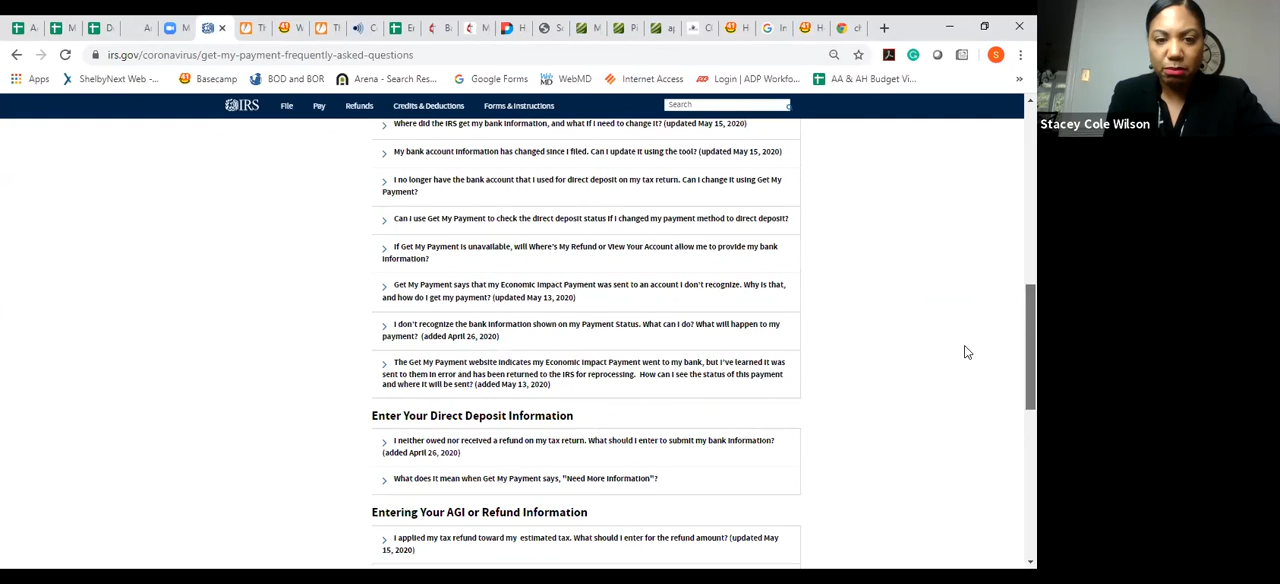 irs.gov/coronavirus/get-my-payment-frequently-asked-questions
Apps ShelbyNext Web -... Basecamp BOD and BOR Arena - Search Res... Google Forms WebMD Internet Access Login | ADP Workfo... AA & AH Budget Vi... »
IRS File Pay Refunds Credits & Deductions Forms & Instructions Search
Stacey Cole Wilson
Where did the IRS get my bank information, and what if I need to change it? (updated May 15, 2020)
My bank account information has changed since I filed. Can I update it using the tool? (updated May 15, 2020)
I no longer have the bank account that I used for direct deposit on my tax return. Can I change it using Get My
Payment?
Can I use Get My Payment to check the direct deposit status if I changed my payment method to direct deposit?
If Get My Payment is unavailable, will Where's My Refund or View Your Account allow me to provide my bank
information?
Get My Payment says that my Economic Impact Payment was sent to an account I don't recognize. Why is that,
and how do I get my payment? (updated May 13, 2020)
I don't recognize the bank information shown on my Payment Status. What can I do? What will happen to my
payment? (added April 26, 2020)
The Get My Payment website indicates my Economic Impact Payment went to my bank, but I've learned it was
sent to them in error and has been returned to the IRS for reprocessing. How can I see the status of this payment
and where it will be sent? (added May 13, 2020)
Enter Your Direct Deposit Information
I neither owed nor received a refund on my tax return. What should I enter to submit my bank information?
(added April 26, 2020)
What does it mean when Get My Payment says, "Need More Information"?
Entering Your AGI or Refund Information
I applied my tax refund toward my estimated tax. What should I enter for the refund amount? (updated May
15, 2020)